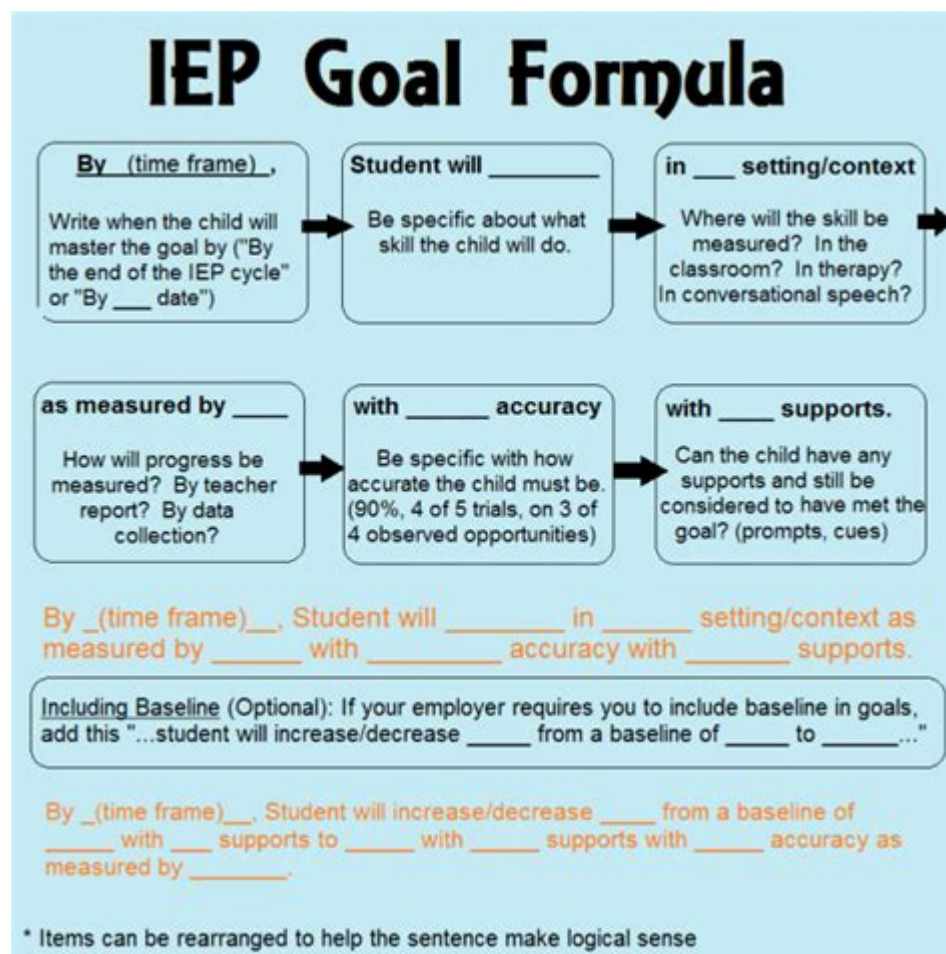 IEP Goal Formula
By (time frame) ,
Write when the child will
master the goal by ("By
the end of the IEP cycle"
or "By ___ date")
Student will ________
Be specific about what
skill the child will do.
in ___ setting/context
Where will the skill be
measured? In the
classroom? In therapy?
In conversational speech?
as measured by ____
How will progress be
measured? By teacher
report? By data
collection?
with ______ accuracy
Be specific with how
accurate the child must be.
(90%, 4 of 5 trials, on 3 of
4 observed opportunities)
with ____ supports.
Can the child have any
supports and still be
considered to have met the
goal? (prompts, cues)
By _(time frame)__, Student will ________ in ______ setting/context as
measured by ______ with _________ accuracy with _______ supports.
Including Baseline (Optional): If your employer requires you to include baseline in goals,
add this "...student will increase/decrease _____ from a baseline of _____ to ______..."
By _(time frame)__, Student will increase/decrease ____ from a baseline of
_____ with ___ supports to _____ with _____ supports with _____ accuracy as
measured by _______.
* Items can be rearranged to help the sentence make logical sense